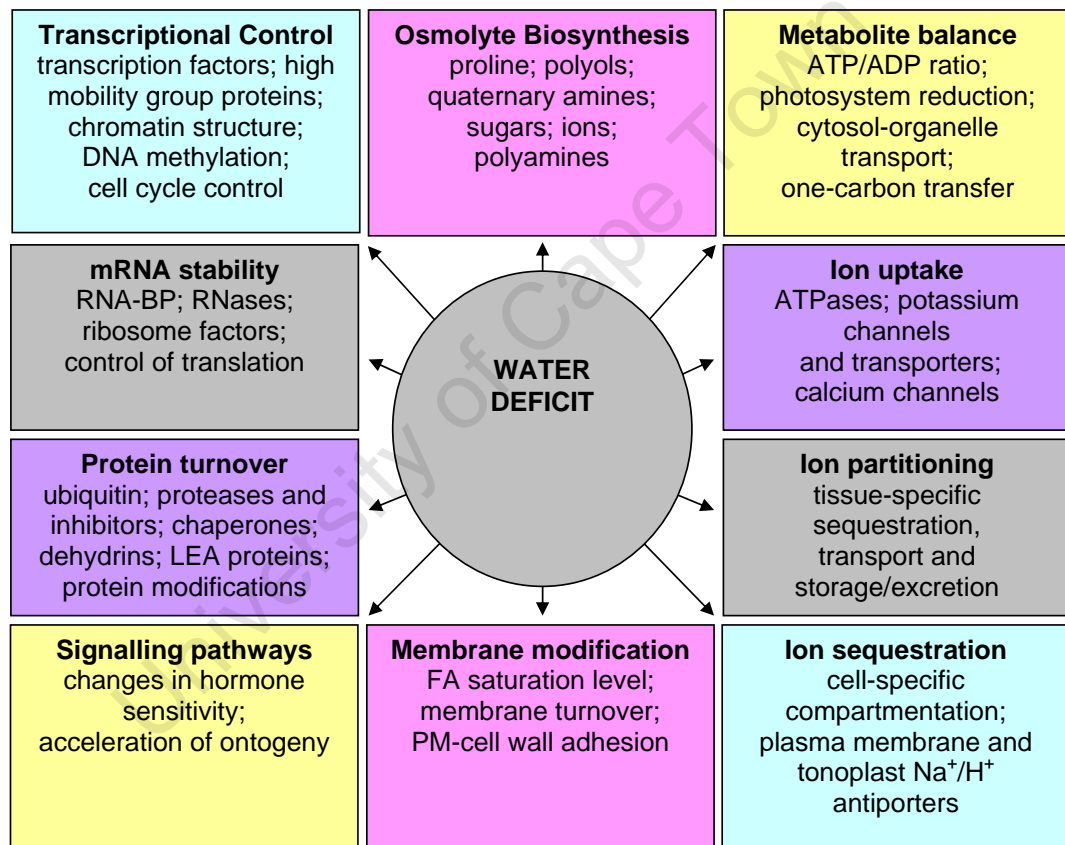 Transcriptional Control
transcription factors; high
mobility group proteins;
chromatin structure;
DNA methylation;
cell cycle control
Osmolyte Biosynthesis
proline; polyols;
quaternary amines;
sugars; ions;
polyamines
Metabolite balance
ATP/ADP ratio;
photosystem reduction;
cytosol-organelle
transport;
one-carbon transfer
mRNA stability
RNA-BP; RNases;
ribosome factors;
control of translation
WATER
DEFICIT
Ion uptake
ATPases; potassium
channels
and transporters;
calcium channels
Protein turnover
ubiquitin; proteases and
inhibitors; chaperones;
dehydrins; LEA proteins;
protein modifications
Ion partitioning
tissue-specific
sequestration,
transport and
storage/excretion
Signalling pathways
changes in hormone
sensitivity;
acceleration of ontogeny
Membrane modification
FA saturation level;
membrane turnover;
PM-cell wall adhesion
Ion sequestration
cell-specific
compartmentation;
plasma membrane and
tonoplast Na⁺/H⁺
antiporters
University of Cape Town